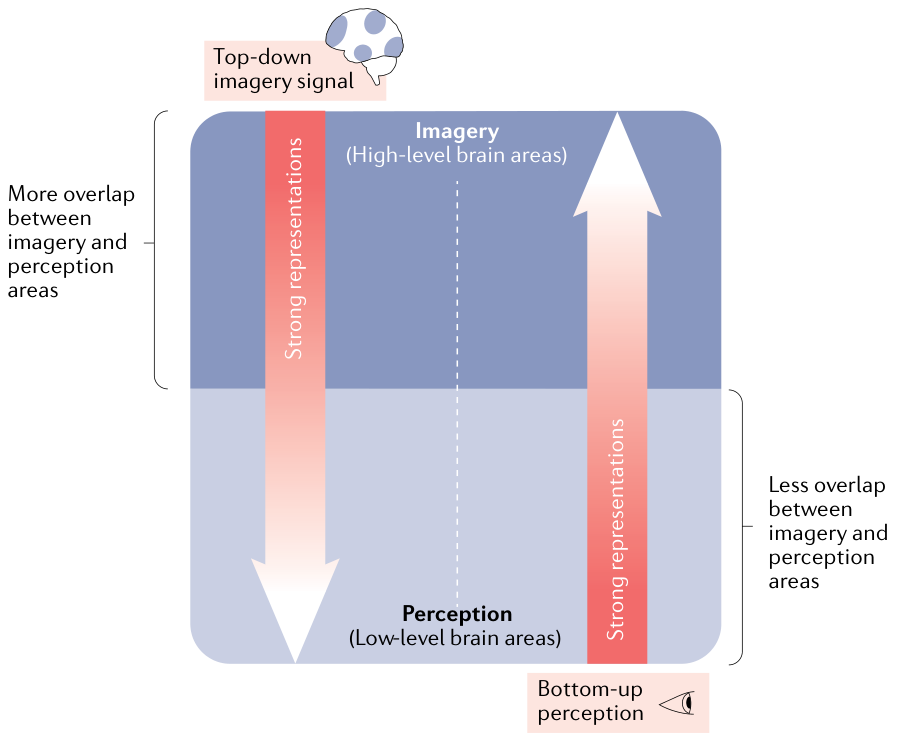 Top-down
imagery signal
Imagery
(High-level brain areas)
Strong representations
More overlap
between
imagery and
perception
areas
Strong representations
Less overlap
between
imagery and
perception
areas
Perception
(Low-level brain areas)
Bottom-up
perception